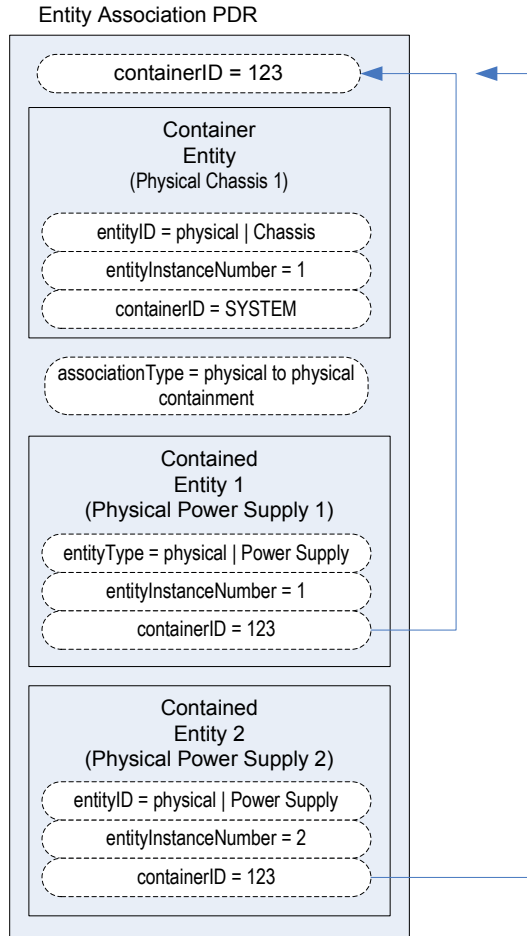 Entity Association PDR
containerID = 123
Container
Entity
(Physical Chassis 1)
entityID = physical | Chassis
entityInstanceNumber = 1
containerID = SYSTEM
associationType = physical to physical
containment
Contained
Entity 1
(Physical Power Supply 1)
entityType = physical | Power Supply
entityInstanceNumber = 1
containerID = 123
Contained
Entity 2
(Physical Power Supply 2)
entityID = physical | Power Supply
entityInstanceNumber = 2
containerID = 123